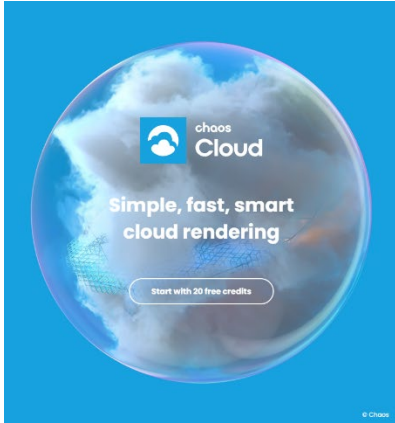 chaos
Cloud
Simple, fast, smart
cloud rendering
Start with 20 free credits
© Chaos